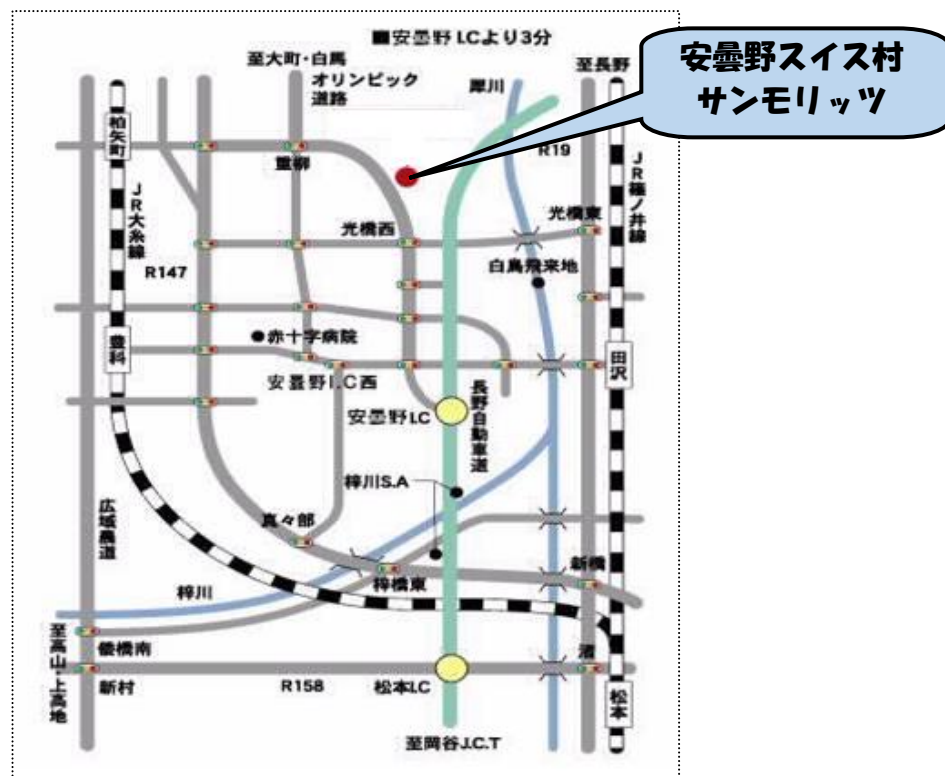 ■安曇野I.Cより3分
安曇野スイス村
サンモリッツ
至大町・白馬
オリンピック
道路
犀川
至長野
柏矢町
重柳
R19
JR篠ノ井線
JR大糸線
光橋西
光橋東
R147
白鳥飛来地
豊科
赤十字病院
田沢
安曇野I.C西
安曇野I.C
長野自動車道
梓川S.A
広域農道
真々部
新橋
梓川
梓橋東
至高山・上高地
倭橋南
渚
新村
R158
松本I.C
松本
至岡谷J.C.T